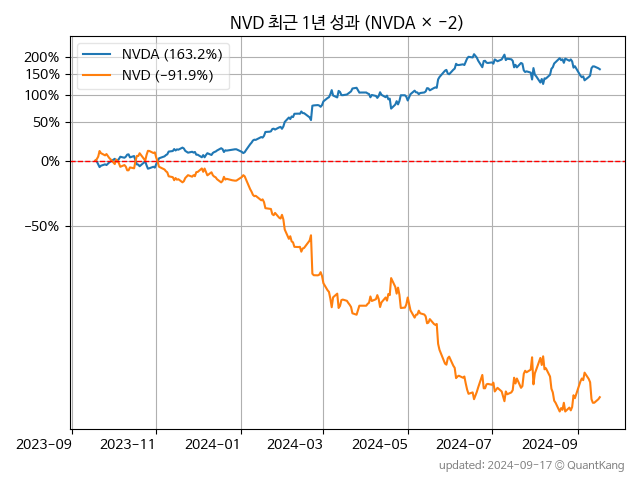 NVD 최근 1년 성과 (NVDA × −2)
NVDA (163.2%)
NVD (−91.9%)
200%
150%
100%
50%
0%
−50%
2023−09 2023−11 2024−01 2024−03 2024−05 2024−07 2024−09
updated: 2024−09−17 © QuantKang